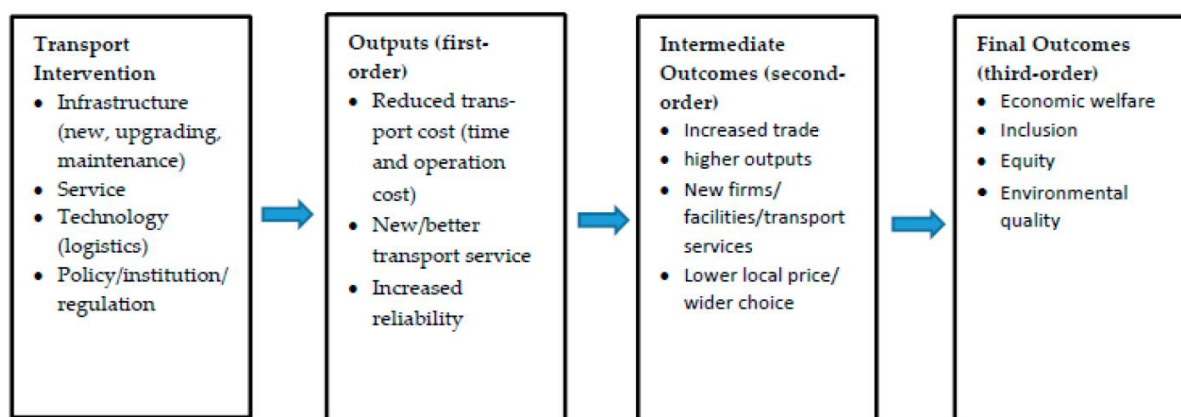 Transport
Intervention
• Infrastructure
(new, upgrading,
maintenance)
• Service
• Technology
(logistics)
• Policy/institution/
regulation
Outputs (first-
order)
• Reduced trans-
port cost (time
and operation
cost)
• New/better
transport service
• Increased
reliability
Intermediate
Outcomes (second-
order)
• Increased trade
• higher outputs
• New firms/
facilities/transport
services
• Lower local price/
wider choice
Final Outcomes
(third-order)
• Economic welfare
• Inclusion
• Equity
• Environmental
quality